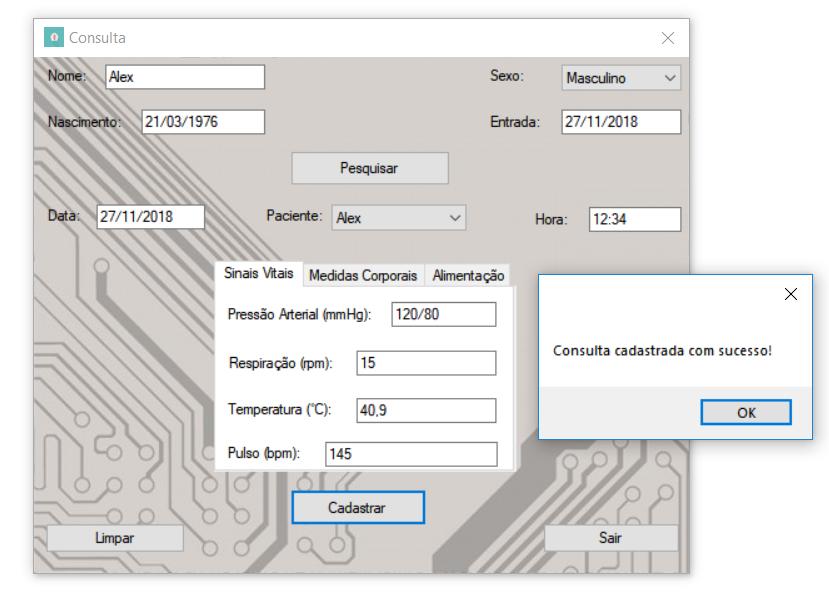 Consulta
Nome: Alex
Sexo: Masculino
Nascimento: 21/03/1976
Entrada: 27/11/2018
Pesquisar
Data: 27/11/2018
Paciente: Alex
Hora: 12:34
Sinais Vitais Medidas Corporais Alimentação
Pressão Arterial (mmHg): 120/80
Respiração (rpm): 15
Temperatura (°C): 40,9
Pulso (bpm): 145
Cadastrar
Limpar
Sair
Consulta cadastrada com sucesso!
OK